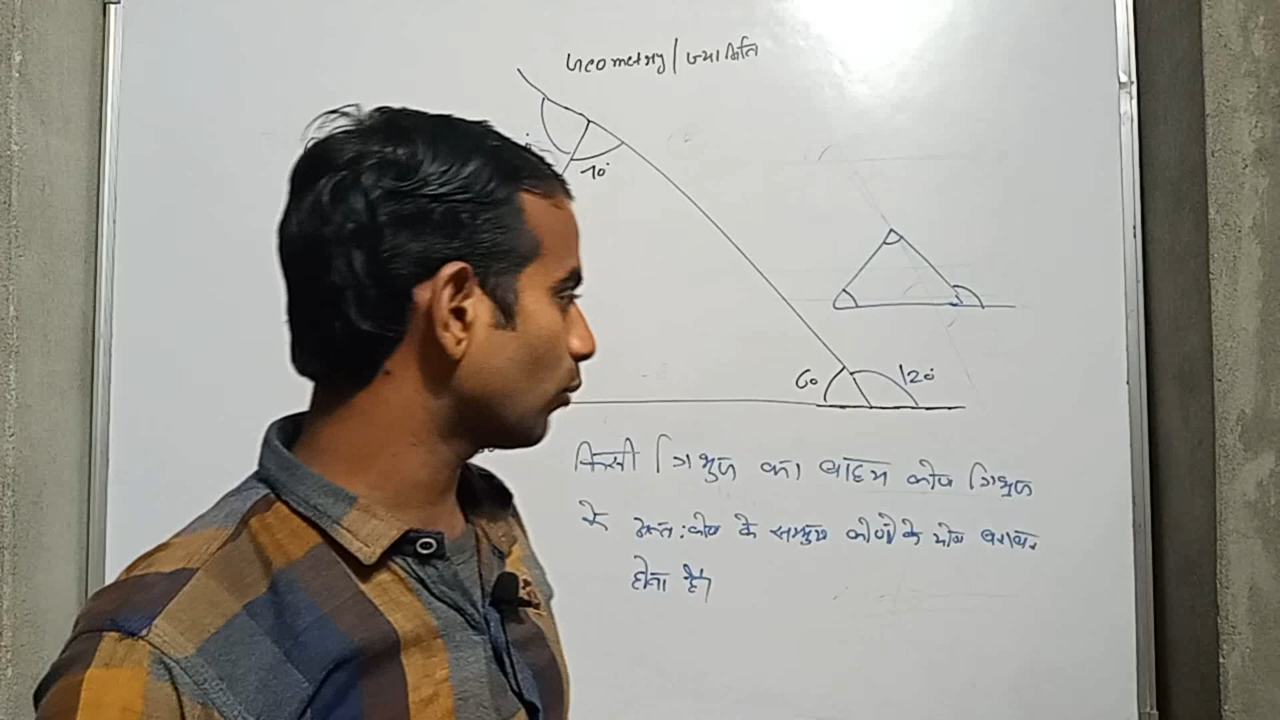 Geometry / ज्यामिति
70°
60
120°
किसी त्रिभुज का बाह्य कोण त्रिभुज
के अन्त: कोण के सम्मुख कोणों के योग बराबर
होता है।